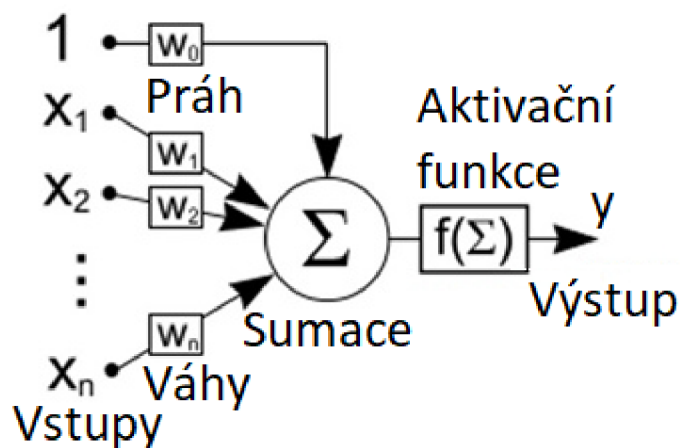 1 w₀
Práh
x₁ w₁
x₂ w₂
⋮
xₙ wₙ
Vstupy
Váhy
Σ
Sumace
Aktivační
funkce
f(Σ)
y
Výstup